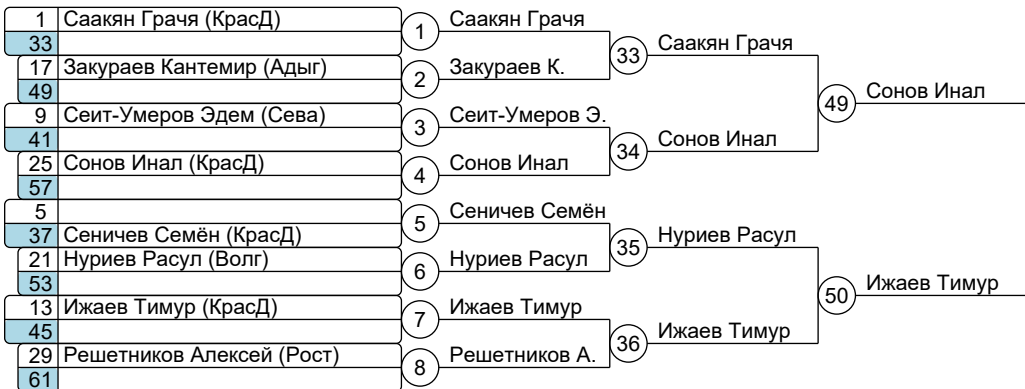 1 Саакян Грачя (КрасД)
33
17 Закураев Кантемир (Адыг)
49
9 Сеит-Умеров Эдем (Сева)
41
25 Сонов Инал (КрасД)
57
5
37 Сеничев Семён (КрасД)
21 Нуриев Расул (Волг)
53
13 Ижаев Тимур (КрасД)
45
29 Решетников Алексей (Рост)
61
1 Саакян Грачя
2 Закураев К.
3 Сеит-Умеров Э.
4 Сонов Инал
5 Сеничев Семён
6 Нуриев Расул
7 Ижаев Тимур
8 Решетников А.
33 Саакян Грачя
34 Сонов Инал
35 Нуриев Расул
36 Ижаев Тимур
49 Сонов Инал
50 Ижаев Тимур